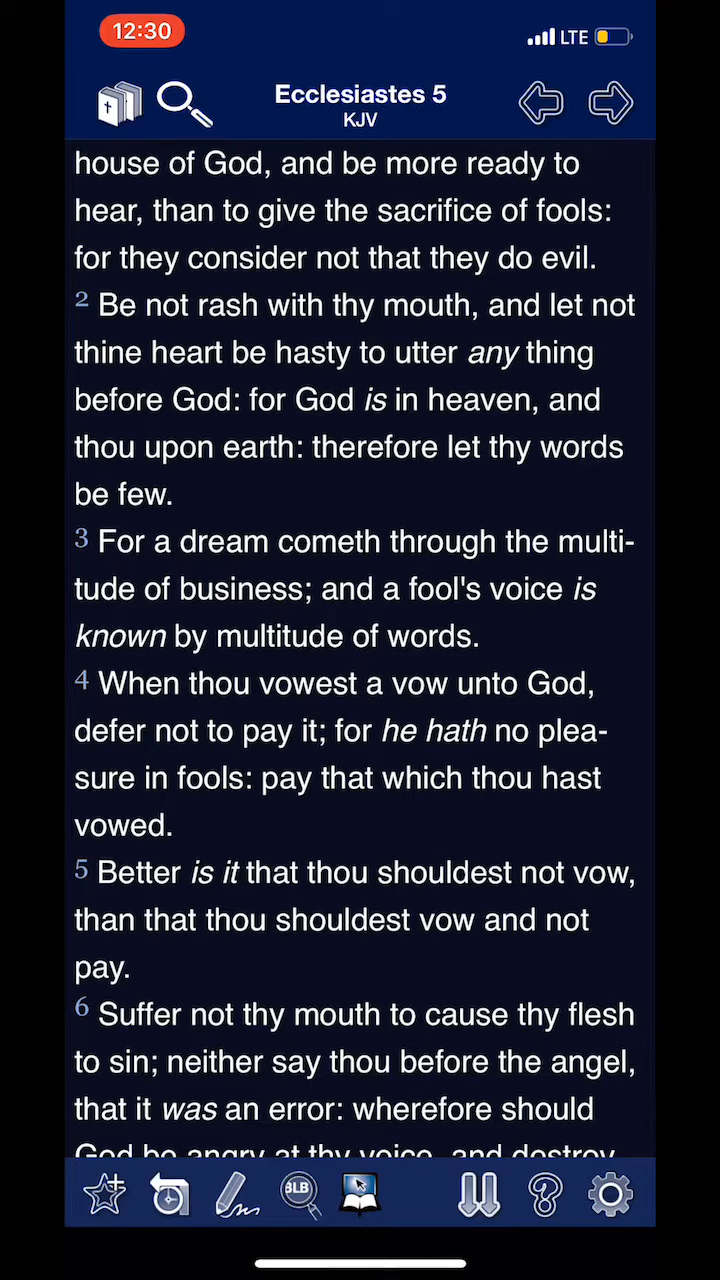 12:30
LTE
Ecclesiastes 5
KJV
house of God, and be more ready to
hear, than to give the sacrifice of fools:
for they consider not that they do evil.
2 Be not rash with thy mouth, and let not
thine heart be hasty to utter any thing
before God: for God is in heaven, and
thou upon earth: therefore let thy words
be few.
3 For a dream cometh through the multi-
tude of business; and a fool's voice is
known by multitude of words.
4 When thou vowest a vow unto God,
defer not to pay it; for he hath no plea-
sure in fools: pay that which thou hast
vowed.
5 Better is it that thou shouldest not vow,
than that thou shouldest vow and not
pay.
6 Suffer not thy mouth to cause thy flesh
to sin; neither say thou before the angel,
that it was an error: wherefore should
God be angry at thy voice, and destroy
BLB